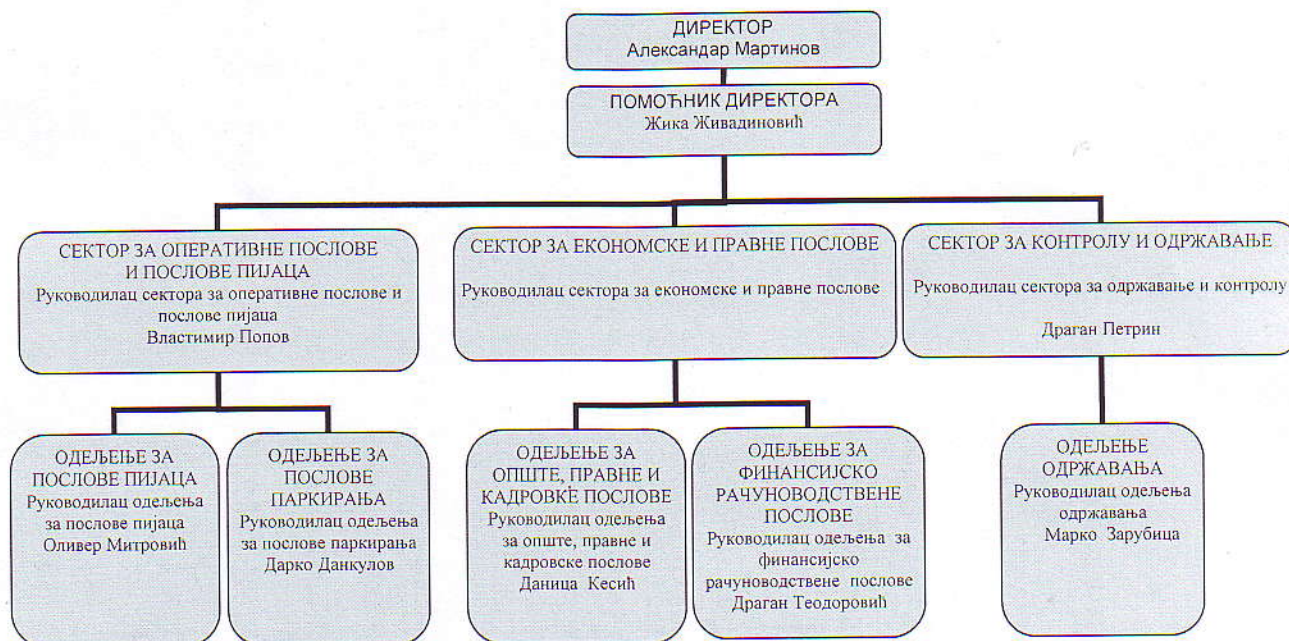 ДИРЕКТОР
Александар Мартинов
ПОМОЋНИК ДИРЕКТОРА
Жика Живадиновић
СЕКТОР ЗА ОПЕРАТИВНЕ ПОСЛОВЕ
И ПОСЛОВЕ ПИЈАЦА
Руководилац сектора за оперативне послове и
послове пијаца
Властимир Попов
СЕКТОР ЗА ЕКОНОМСКЕ И ПРАВНЕ ПОСЛОВЕ
Руководилац сектора за економске и правне послове
СЕКТОР ЗА КОНТРОЛУ И ОДРЖАВАЊЕ
Руководилац сектора за одржавање и контролу
Драган Петрин
ОДЕЉЕЊЕ ЗА
ПОСЛОВЕ ПИЈАЦА
Руководилац одељења
за послове пијаца
Оливер Митровић
ОДЕЉЕЊЕ ЗА
ПОСЛОВЕ
ПАРКИРАЊА
Руководилац одељења
за послове паркирања
Дарко Данкулов
ОДЕЉЕЊЕ ЗА
ОПШТЕ, ПРАВНЕ И
КАДРОВКЕ ПОСЛОВЕ
Руководилац одељења
за опште, правне и
кадровске послове
Даница Кесић
ОДЕЉЕЊЕ ЗА
ФИНАНСИЈСКО
РАЧУНОВОДСТВЕНЕ
ПОСЛОВЕ
Руководилац одељења за
финансијско
рачуноводствене послове
Драган Теодоровић
ОДЕЉЕЊЕ
ОДРЖАВАЊА
Руководилац одељења
одржавања
Марко Зарубица